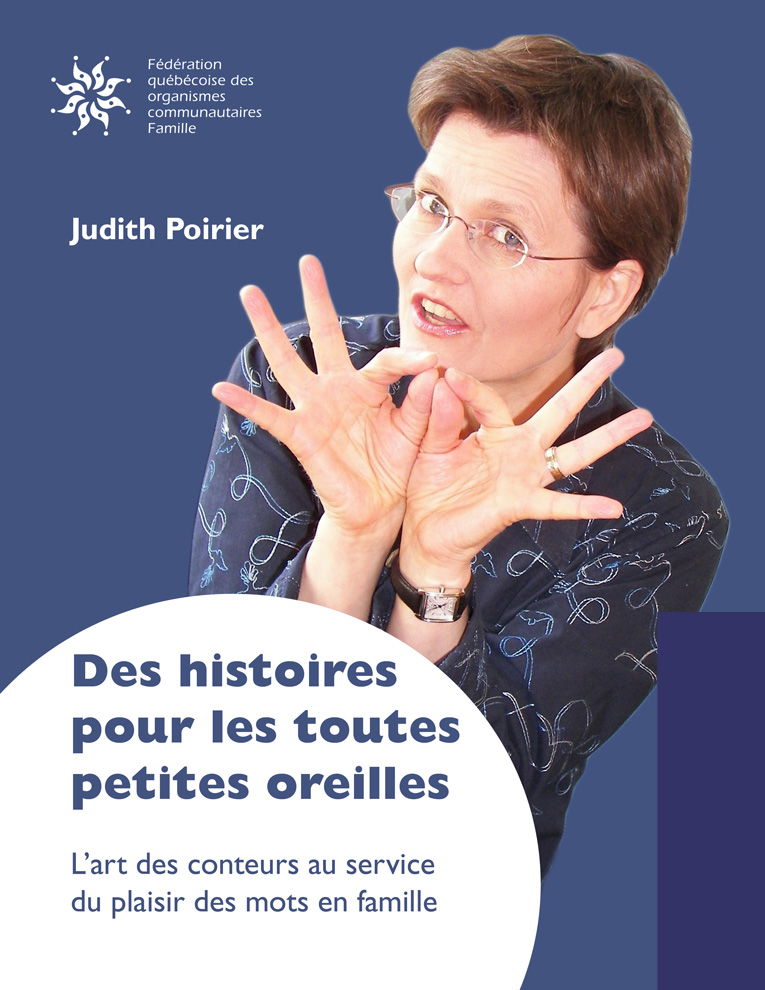 Fédération
québécoise des
organismes
communautaires
Famille
Judith Poirier
Des histoires
pour les toutes
petites oreilles
L'art des conteurs au service
du plaisir des mots en famille